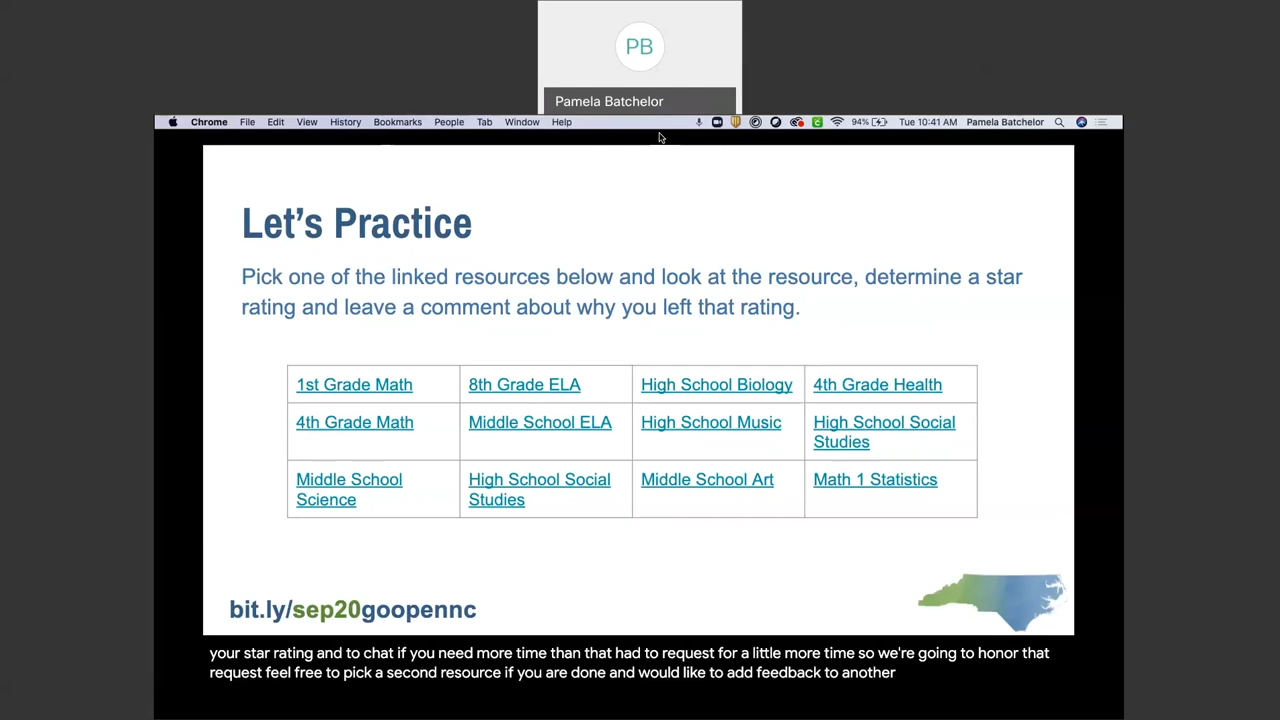 PB
Pamela Batchelor
Chrome File Edit View History Bookmarks People Tab Window Help 94% Tue 10:41 AM Pamela Batchelor
Let's Practice
Pick one of the linked resources below and look at the resource, determine a star
rating and leave a comment about why you left that rating.
1st Grade Math 8th Grade ELA High School Biology 4th Grade Health
4th Grade Math Middle School ELA High School Music High School Social
Studies
Middle School High School Social Middle School Art Math 1 Statistics
Science Studies
bit.ly/sep20goopennc
your star rating and to chat if you need more time than that had to request for a little more time so we're going to honor that
request feel free to pick a second resource if you are done and would like to add feedback to another